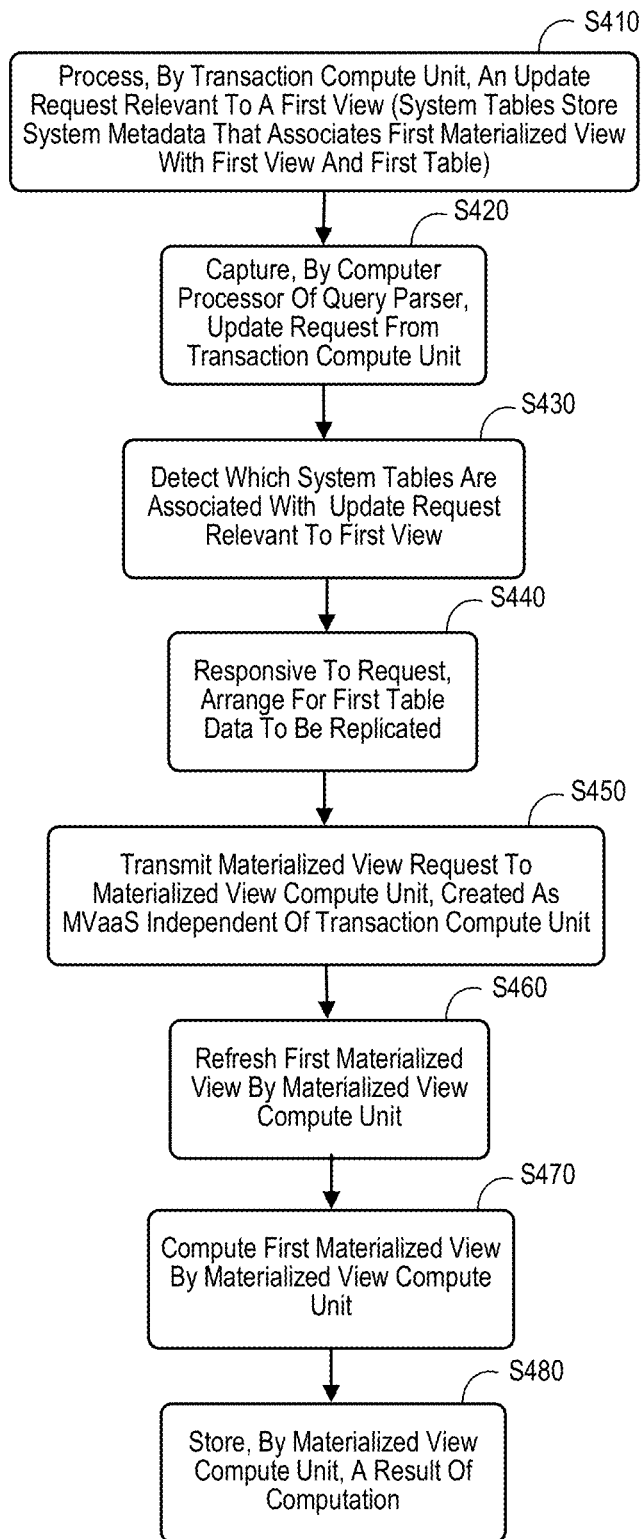 S410
Process, By Transaction Compute Unit, An Update
Request Relevant To A First View (System Tables Store
System Metadata That Associates First Materialized View
With First View And First Table)
S420
Capture, By Computer
Processor Of Query Parser,
Update Request From
Transaction Compute Unit
S430
Detect Which System Tables Are
Associated With Update Request
Relevant To First View
S440
Responsive To Request,
Arrange For First Table
Data To Be Replicated
S450
Transmit Materialized View Request To
Materialized View Compute Unit, Created As
MVaaS Independent Of Transaction Compute Unit
S460
Refresh First Materialized
View By Materialized View
Compute Unit
S470
Compute First Materialized View
By Materialized View Compute
Unit
S480
Store, By Materialized View
Compute Unit, A Result Of
Computation